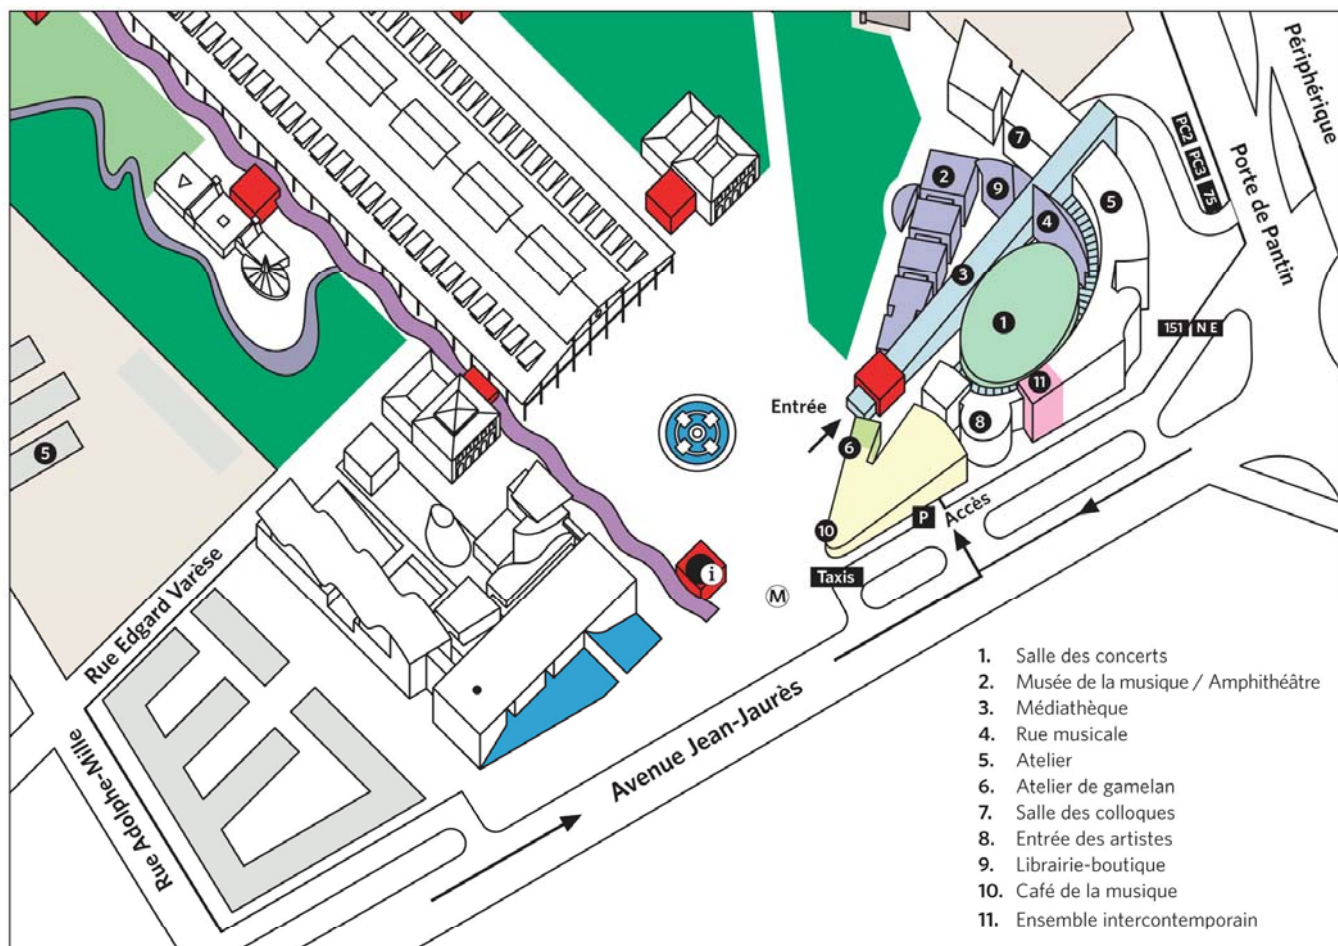 Périphérique
PC2 PC3 75
Porte de Pantin
7
2
9
5
4
3
1
151 N E
11
Entrée
8
6
5
P
Accès
10
Taxis
i
M
Rue Edgard Varèse
Rue Adolphe-Mille
Avenue Jean-Jaurès
1. Salle des concerts
2. Musée de la musique / Amphithéâtre
3. Médiathèque
4. Rue musicale
5. Atelier
6. Atelier de gamelan
7. Salle des colloques
8. Entrée des artistes
9. Librairie-boutique
10. Café de la musique
11. Ensemble intercontemporain